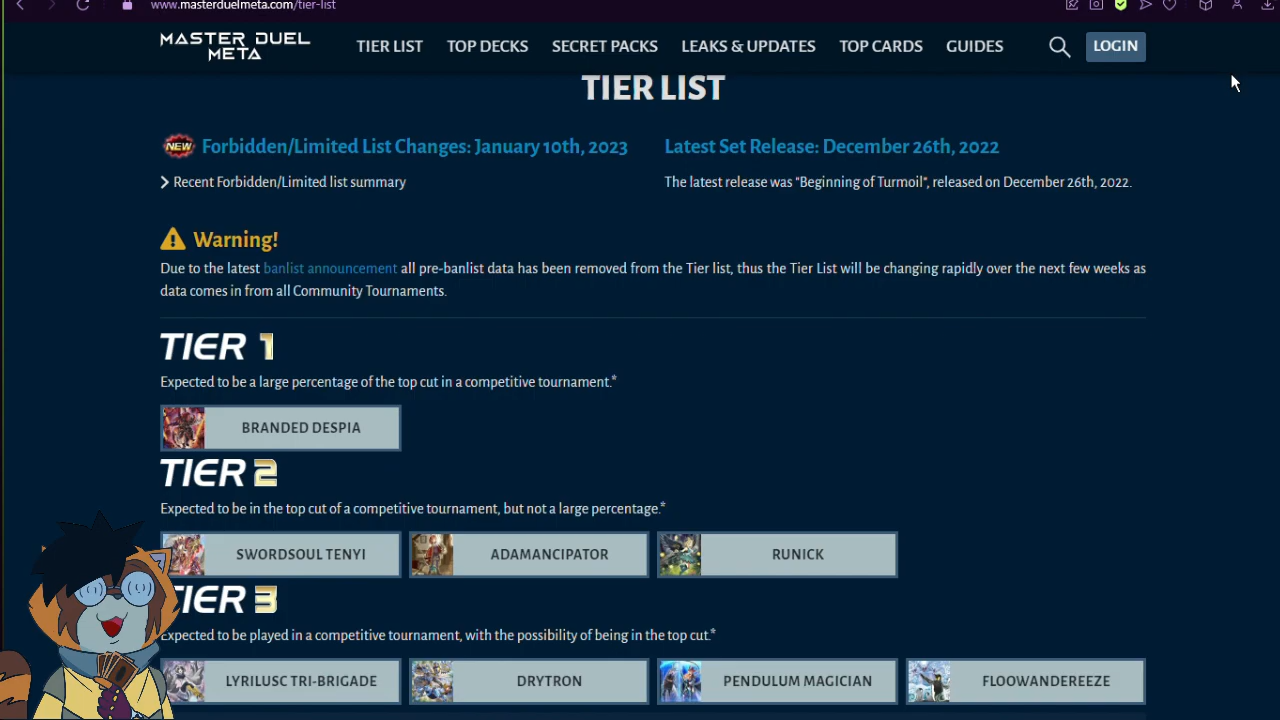 www.masterduelmeta.com/tier-list
MASTER DUEL META
TIER LIST TOP DECKS SECRET PACKS LEAKS & UPDATES TOP CARDS GUIDES LOGIN
TIER LIST
NEW Forbidden/Limited List Changes: January 10th, 2023
Recent Forbidden/Limited list summary
Latest Set Release: December 26th, 2022
The latest release was "Beginning of Turmoil", released on December 26th, 2022.
Warning!
Due to the latest banlist announcement all pre-banlist data has been removed from the Tier list, thus the Tier List will be changing rapidly over the next few weeks as
data comes in from all Community Tournaments.
TIER 1
Expected to be a large percentage of the top cut in a competitive tournament.*
BRANDED DESPIA
TIER 2
Expected to be in the top cut of a competitive tournament, but not a large percentage.*
SWORDSOUL TENYI ADAMANCIPATOR RUNICK
TIER 3
Expected to be played in a competitive tournament, with the possibility of being in the top cut.*
LYRILUSC TRI-BRIGADE DRYTRON PENDULUM MAGICIAN FLOOWANDEREEZE